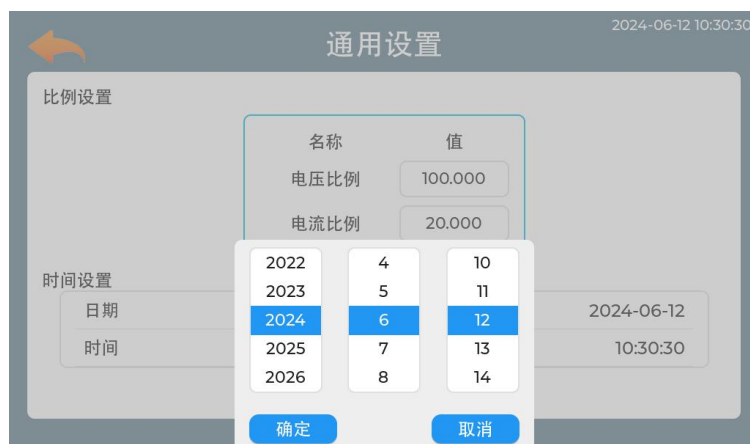 2024-06-12 10:30:30
通用设置
比例设置
名称 值
电压比例 100.000
电流比例 20.000
时间设置
日期 2024-06-12
时间 10:30:30
2022 4 10
2023 5 11
2024 6 12
2025 7 13
2026 8 14
确定 取消